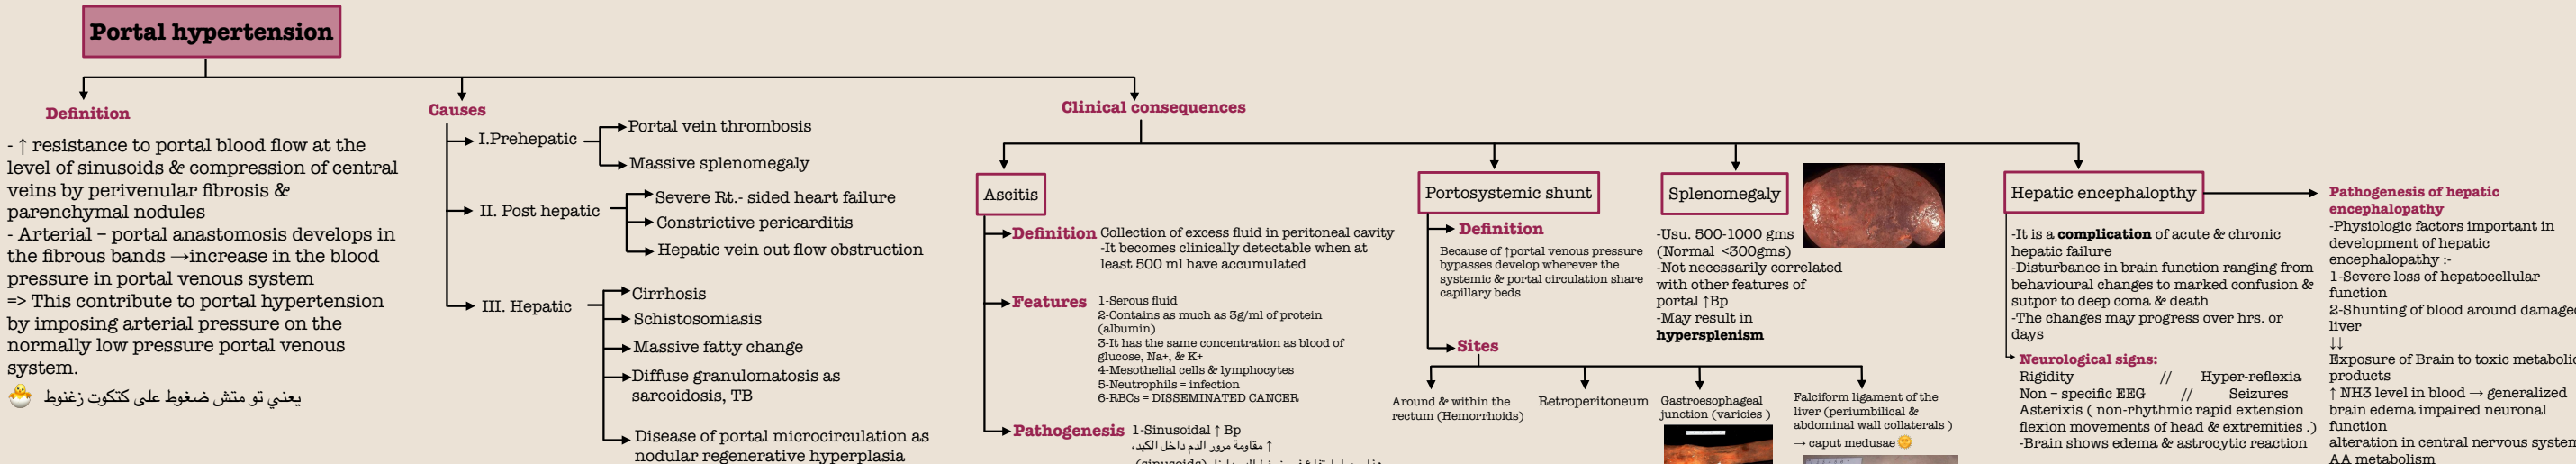 Portal hypertension
Definition
- ↑ resistance to portal blood flow at the
level of sinusoids & compression of central
veins by perivenular fibrosis &
parenchymal nodules
- Arterial – portal anastomosis develops in
the fibrous bands →increase in the blood
pressure in portal venous system
=> This contribute to portal hypertension
by imposing arterial pressure on the
normally low pressure portal venous
system.
يعني تو متش ضغوط على كتكوت زغنوط 🐣
Causes
I.Prehepatic
Portal vein thrombosis
Massive splenomegaly
II. Post hepatic
Severe Rt.- sided heart failure
Constrictive pericarditis
Hepatic vein out flow obstruction
III. Hepatic
Cirrhosis
Schistosomiasis
Massive fatty change
Diffuse granulomatosis as
sarcoidosis, TB
Disease of portal microcirculation as
nodular regenerative hyperplasia
Clinical consequences
Ascitis
Definition
Collection of excess fluid in peritoneal cavity
-It becomes clinically detectable when at
least 500 ml have accumulated
Features
1-Serous fluid
2-Contains as much as 3g/ml of protein
(albumin)
3-It has the same concentration as blood of
glucose, Na+, & K+
4-Mesothelial cells & lymphocytes
5-Neutrophils = infection
6-RBCs = DISSEMINATED CANCER
Pathogenesis
1-Sinusoidal ↑ Bp
↑ مقاومة مرور الدم داخل الكبد،
(sinusoids)
Portosystemic shunt
Definition
Because of ↑portal venous pressure
bypasses develop wherever the
systemic & portal circulation share
capillary beds
Sites
Around & within the
rectum (Hemorrhoids)
Retroperitoneum
Gastroesophageal
junction (varicies )
Falciform ligament of the
liver (periumbilical &
abdominal wall collaterals )
→ caput medusae 🌞
Splenomegaly
-Usu. 500-1000 gms
(Normal <300gms)
-Not necessarily correlated
with other features of
portal ↑Bp
-May result in
hypersplenism
Hepatic encephalopthy
-It is a complication of acute & chronic
hepatic failure
-Disturbance in brain function ranging from
behavioural changes to marked confusion &
sutpor to deep coma & death
-The changes may progress over hrs. or
days
Neurological signs:
Rigidity // Hyper-reflexia
Non – specific EEG // Seizures
Asterixis ( non-rhythmic rapid extension
flexion movements of head & extremities .)
-Brain shows edema & astrocytic reaction
Pathogenesis of hepatic
encephalopathy
-Physiologic factors important in
development of hepatic
encephalopathy :-
1-Severe loss of hepatocellular
function
2-Shunting of blood around damaged
liver
↓↓
Exposure of Brain to toxic metabolic
products
↑ NH3 level in blood → generalized
brain edema impaired neuronal
function
alteration in central nervous system
AA metabolism